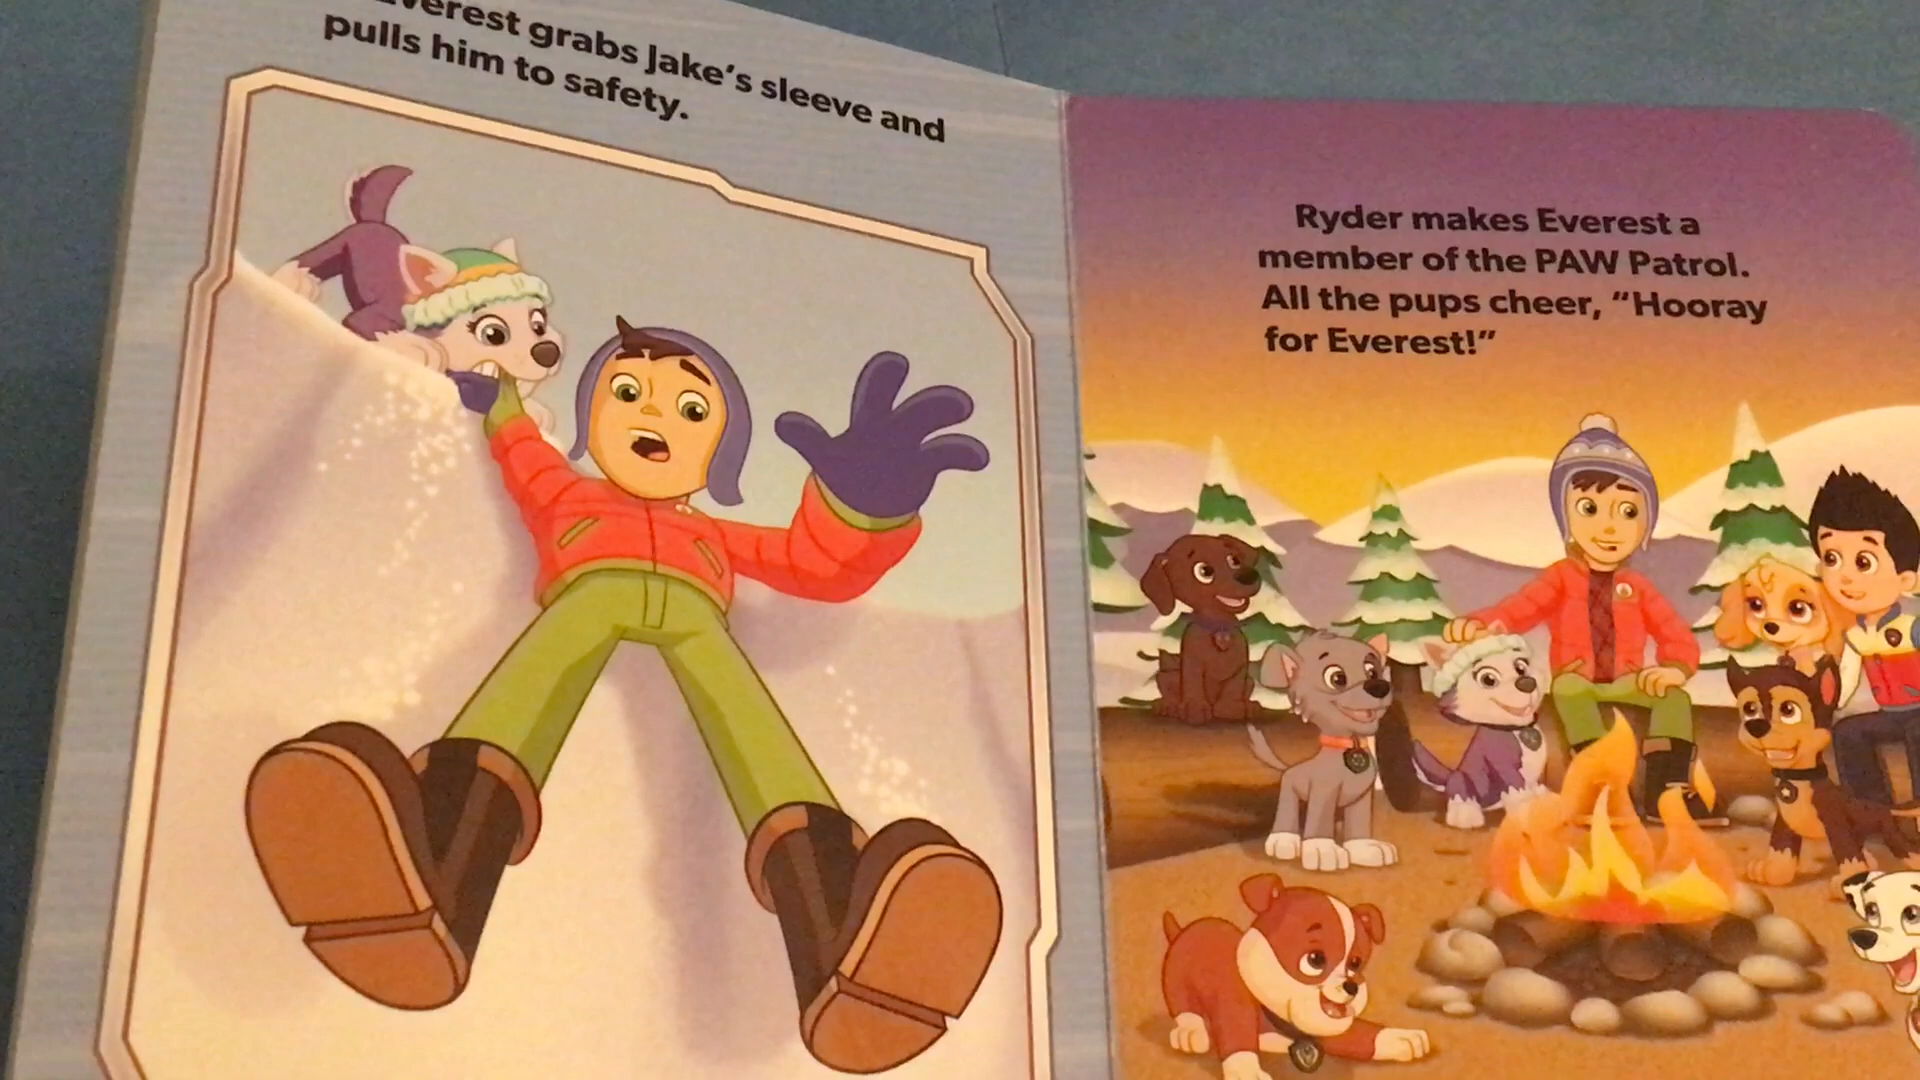 Everest grabs Jake's sleeve and
pulls him to safety.
Ryder makes Everest a
member of the PAW Patrol.
All the pups cheer, “Hooray
for Everest!”